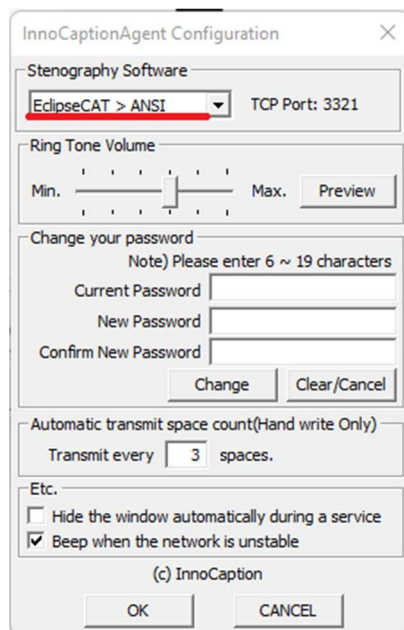 InnoCaptionAgent Configuration
Stenography Software
EclipseCAT > ANSI TCP Port: 3321
Ring Tone Volume
Min. Max. Preview
Change your password
Note) Please enter 6 ~ 19 characters
Current Password
New Password
Confirm New Password
Change Clear/Cancel
Automatic transmit space count(Hand write Only)
Transmit every 3 spaces.
Etc.
Hide the window automatically during a service
Beep when the network is unstable
(c) InnoCaption
OK CANCEL